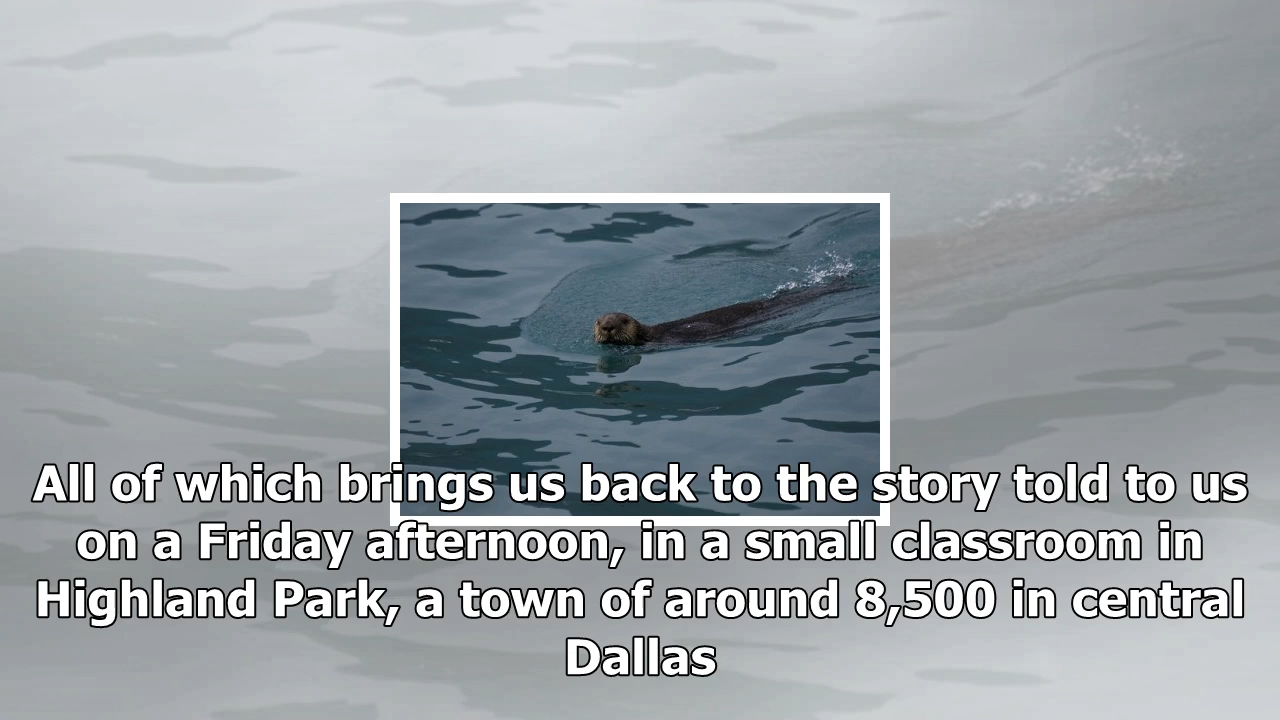 All of which brings us back to the story told to us
on a Friday afternoon, in a small classroom in
Highland Park, a town of around 8,500 in central
Dallas